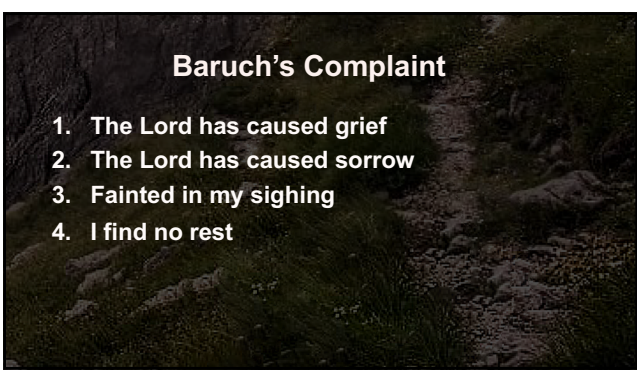 Baruch’s Complaint
1. The Lord has caused grief
2. The Lord has caused sorrow
3. Fainted in my sighing
4. I find no rest